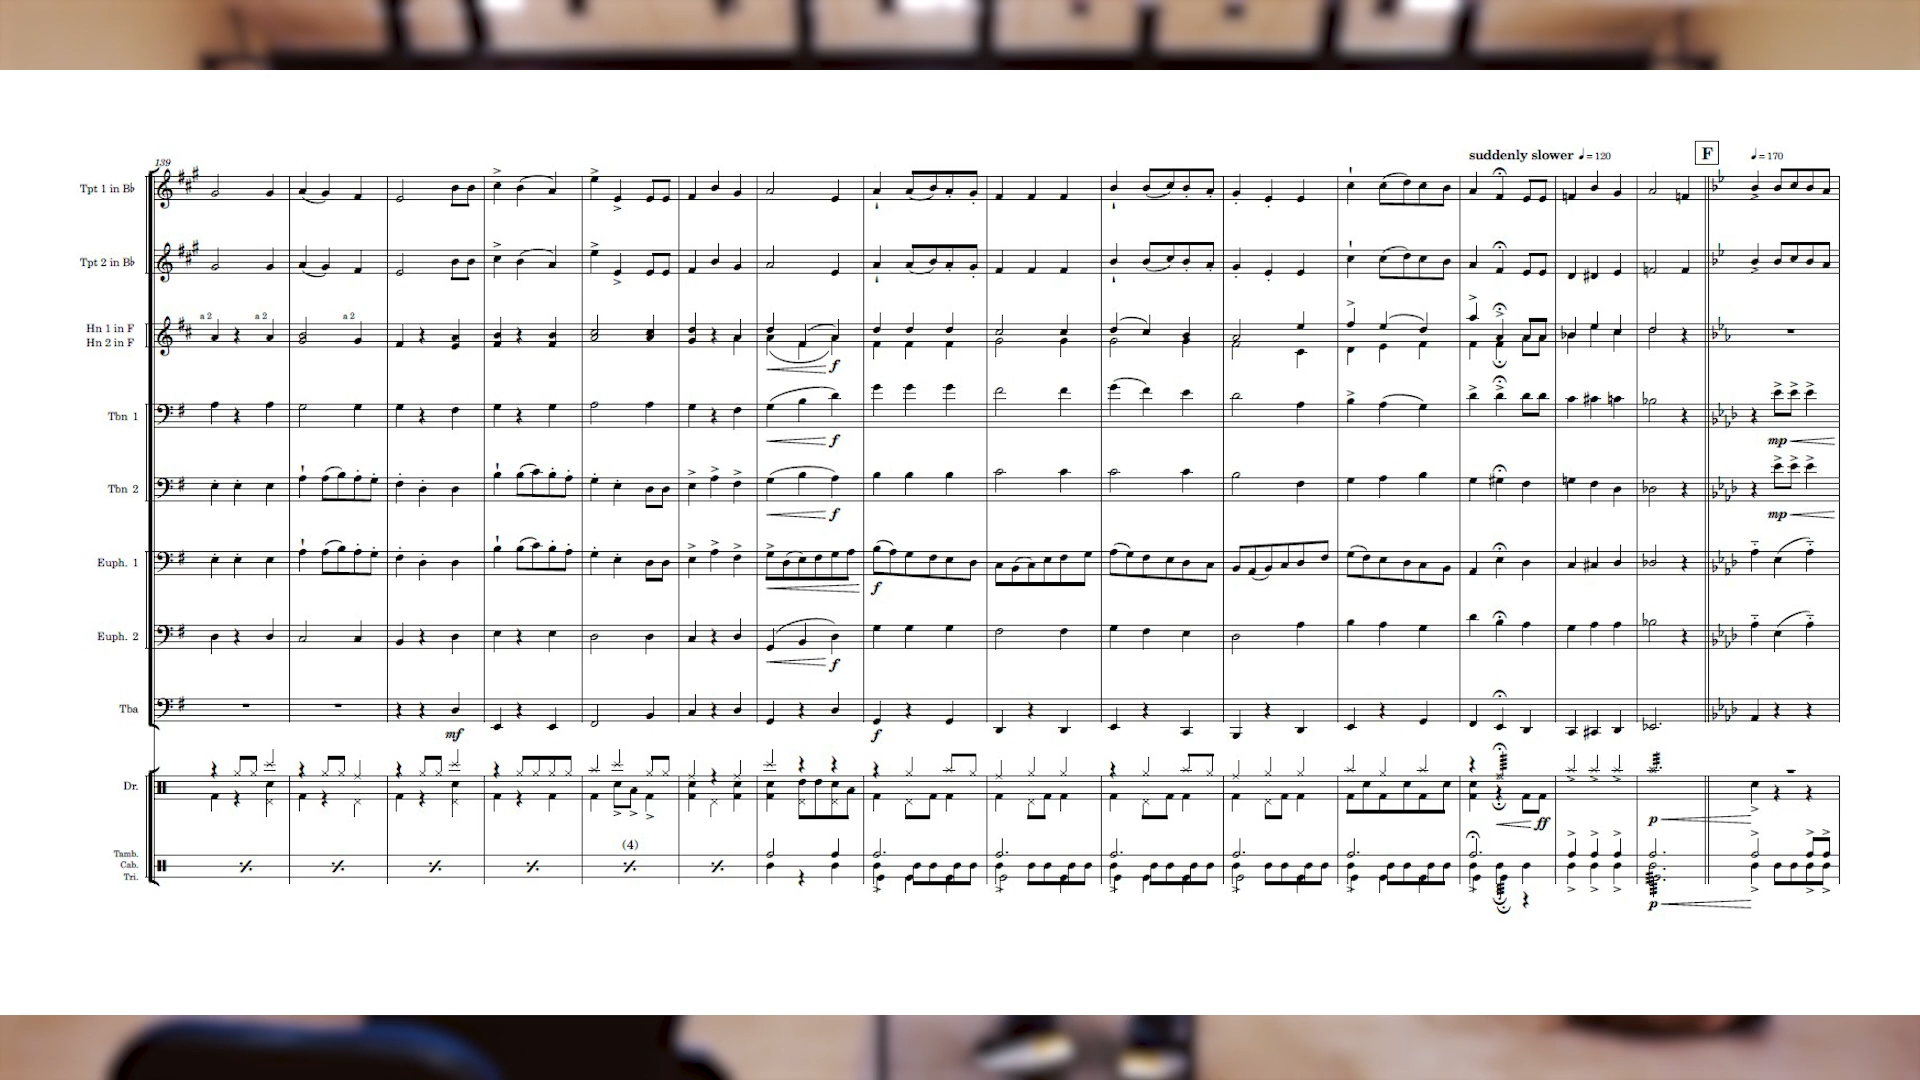 suddenly slower ♩=120
F
♩=170
139
Tpt 1 in B♭
Tpt 2 in B♭
a 2 a 2 a 2
Hn 1 in F
Hn 2 in F
f
Tbn 1
f
mp
Tbn 2
f
mp
Euph. 1
f
Euph. 2
f
Tba
mf
f
Dr.
ff
p
(4)
Tamb.
Cab.
Tri.
p